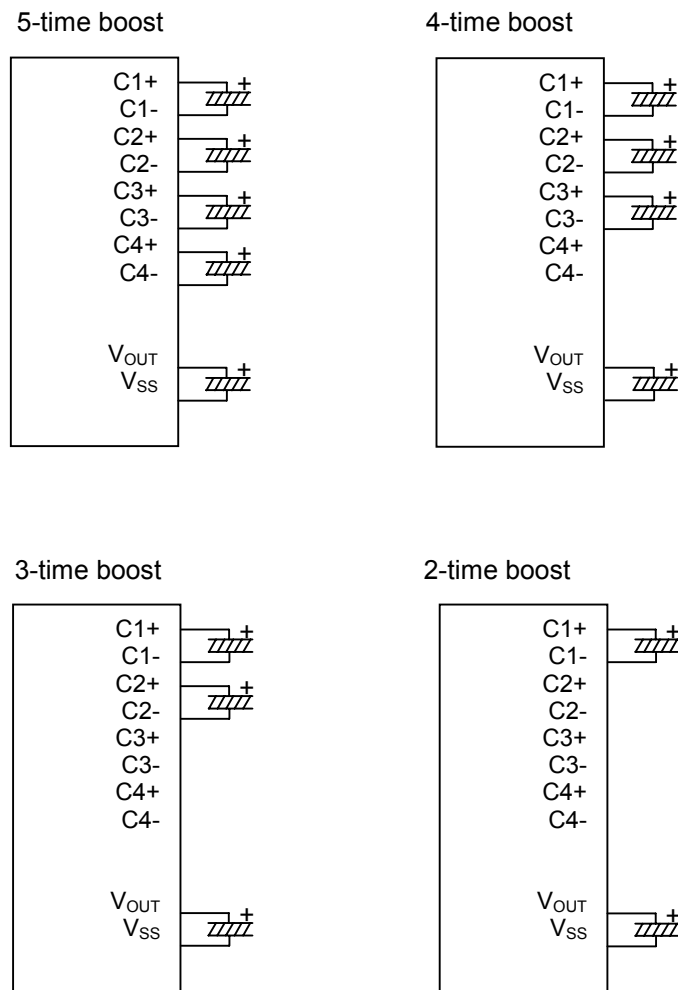 5-time boost
C1+
C1-
C2+
C2-
C3+
C3-
C4+
C4-
VOUT
VSS
+
+
+
+
+
4-time boost
C1+
C1-
C2+
C2-
C3+
C3-
C4+
C4-
VOUT
VSS
+
+
+
+
3-time boost
C1+
C1-
C2+
C2-
C3+
C3-
C4+
C4-
VOUT
VSS
+
+
+
2-time boost
C1+
C1-
C2+
C2-
C3+
C3-
C4+
C4-
VOUT
VSS
+
+